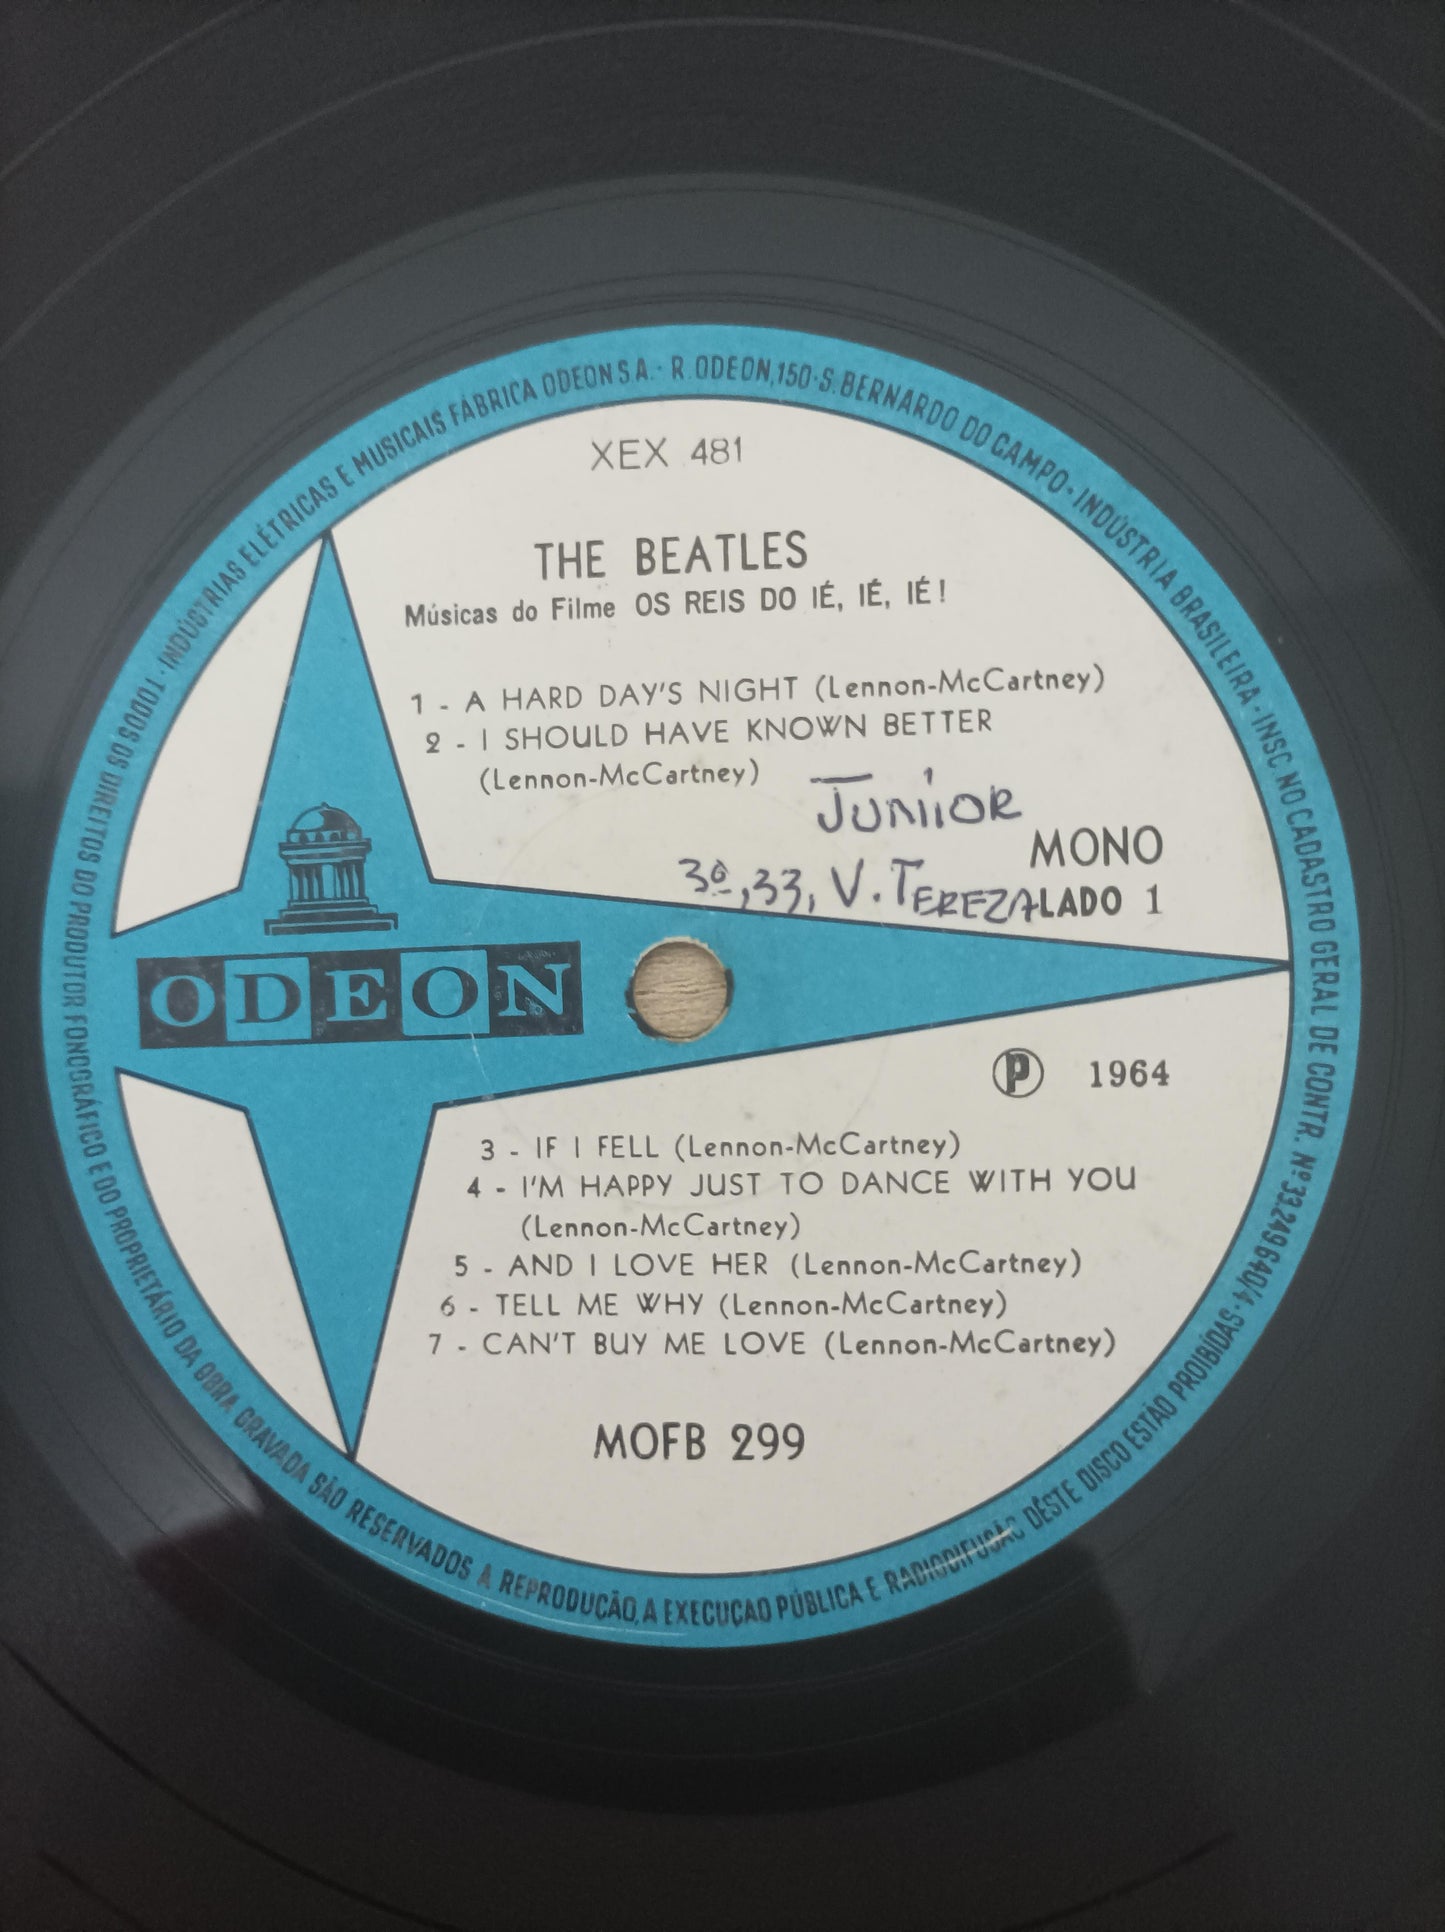 INDÚSTRIAS ELÉTRICAS E MUSICAIS FÁBRICA ODEON S.A. · R. ODEON, 150 · S. BERNARDO DO CAMPO · INDÚSTRIA BRASILEIRA · INSC. NO CADASTRO GERAL DE CONTR. Nº 33.249.640/4 ·
TODOS OS DIREITOS DO PRODUTOR FONOGRÁFICO E DO PROPRIETÁRIO DA OBRA GRAVADA SÃO RESERVADOS A REPRODUÇÃO, A EXECUÇAO PÚBLICA E RADIODIFUSÃO DÊSTE DISCO ESTÃO PROIBÍDAS ·
XEX 481
THE BEATLES
Músicas do Filme OS REIS DO IÉ, IÉ, IÉ!
1 - A HARD DAY'S NIGHT (Lennon-McCartney)
2 - I SHOULD HAVE KNOWN BETTER
(Lennon-McCartney)
JUNIOR
MONO
3º, 33, V. TEREZA
LADO 1
ODEON
Ⓟ 1964
3 - IF I FELL (Lennon-McCartney)
4 - I'M HAPPY JUST TO DANCE WITH YOU
(Lennon-McCartney)
5 - AND I LOVE HER (Lennon-McCartney)
6 - TELL ME WHY (Lennon-McCartney)
7 - CAN'T BUY ME LOVE (Lennon-McCartney)
MOFB 299